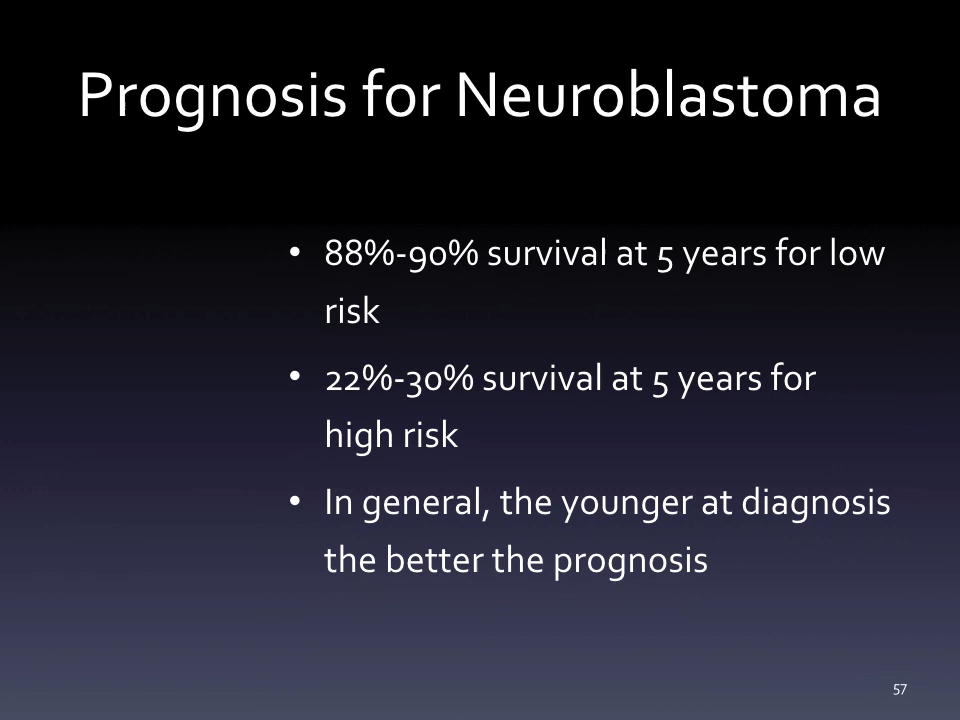 Prognosis for Neuroblastoma
• 88%-90% survival at 5 years for low
risk
• 22%-30% survival at 5 years for
high risk
• In general, the younger at diagnosis
the better the prognosis
57